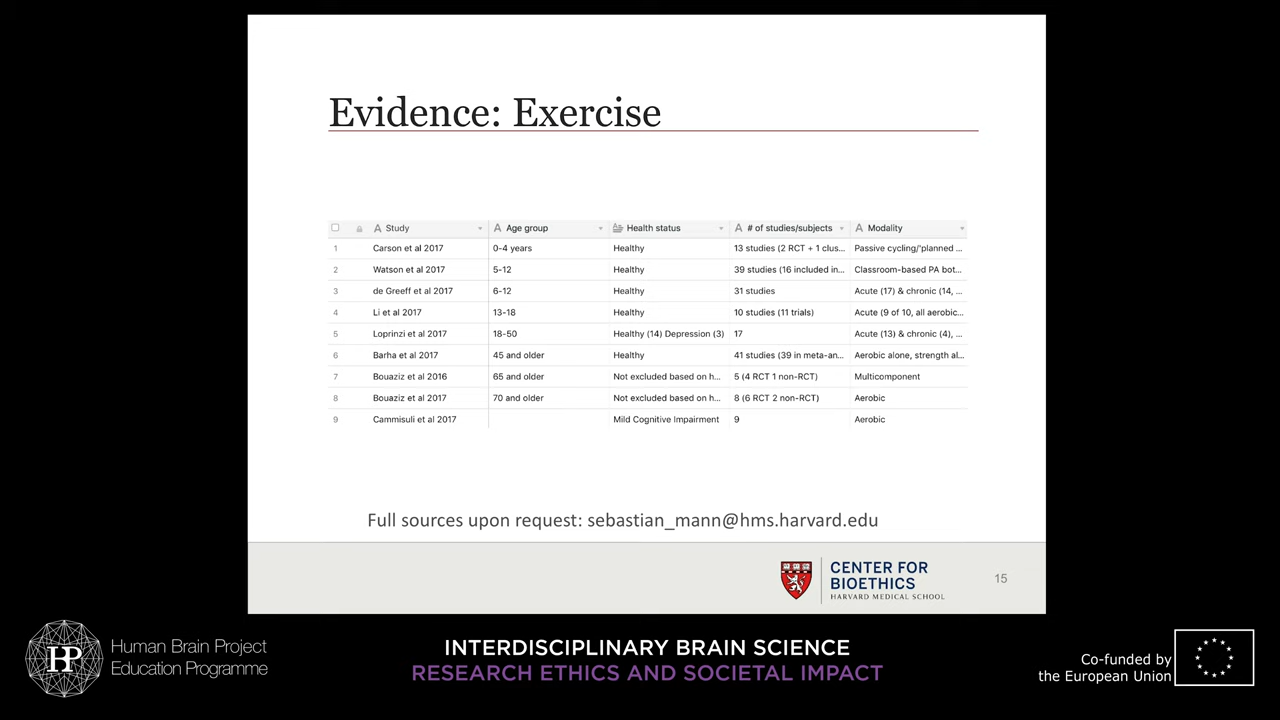 Evidence: Exercise
Study Age group Health status # of studies/subjects Modality
1 Carson et al 2017 0-4 years Healthy 13 studies (2 RCT + 1 clus... Passive cycling/'planned ...
2 Watson et al 2017 5-12 Healthy 39 studies (16 included in... Classroom-based PA bot...
3 de Greeff et al 2017 6-12 Healthy 31 studies Acute (17) & chronic (14, ...
4 Li et al 2017 13-18 Healthy 10 studies (11 trials) Acute (9 of 10, all aerobic...
5 Loprinzi et al 2017 18-50 Healthy (14) Depression (3) 17 Acute (13) & chronic (4), ...
6 Barha et al 2017 45 and older Healthy 41 studies (39 in meta-an... Aerobic alone, strength al...
7 Bouaziz et al 2016 65 and older Not excluded based on h... 5 (4 RCT 1 non-RCT) Multicomponent
8 Bouaziz et al 2017 70 and older Not excluded based on h... 8 (6 RCT 2 non-RCT) Aerobic
9 Cammisuli et al 2017 Mild Cognitive Impairment 9 Aerobic
Full sources upon request: sebastian_mann@hms.harvard.edu
CENTER FOR
BIOETHICS
HARVARD MEDICAL SCHOOL
15
HP
Human Brain Project
Education Programme
INTERDISCIPLINARY BRAIN SCIENCE
RESEARCH ETHICS AND SOCIETAL IMPACT
Co-funded by
the European Union